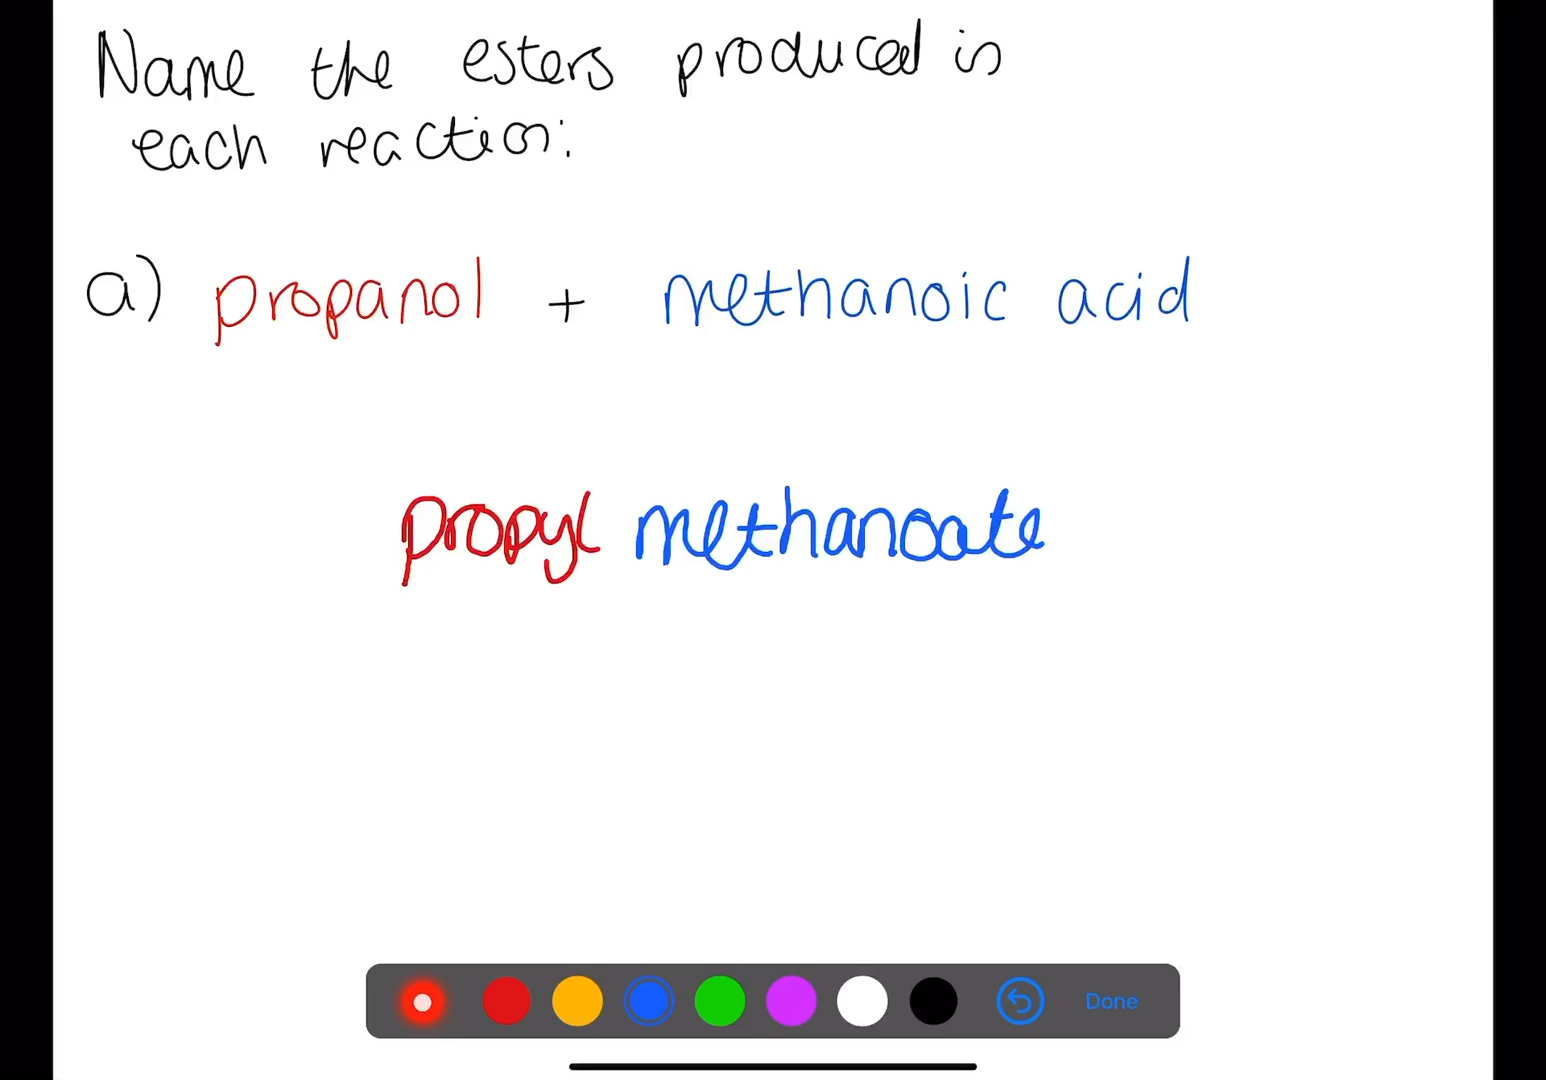 Name the esters produced in
each reaction:
a) propanol + methanoic acid
propyl methanoate
Done